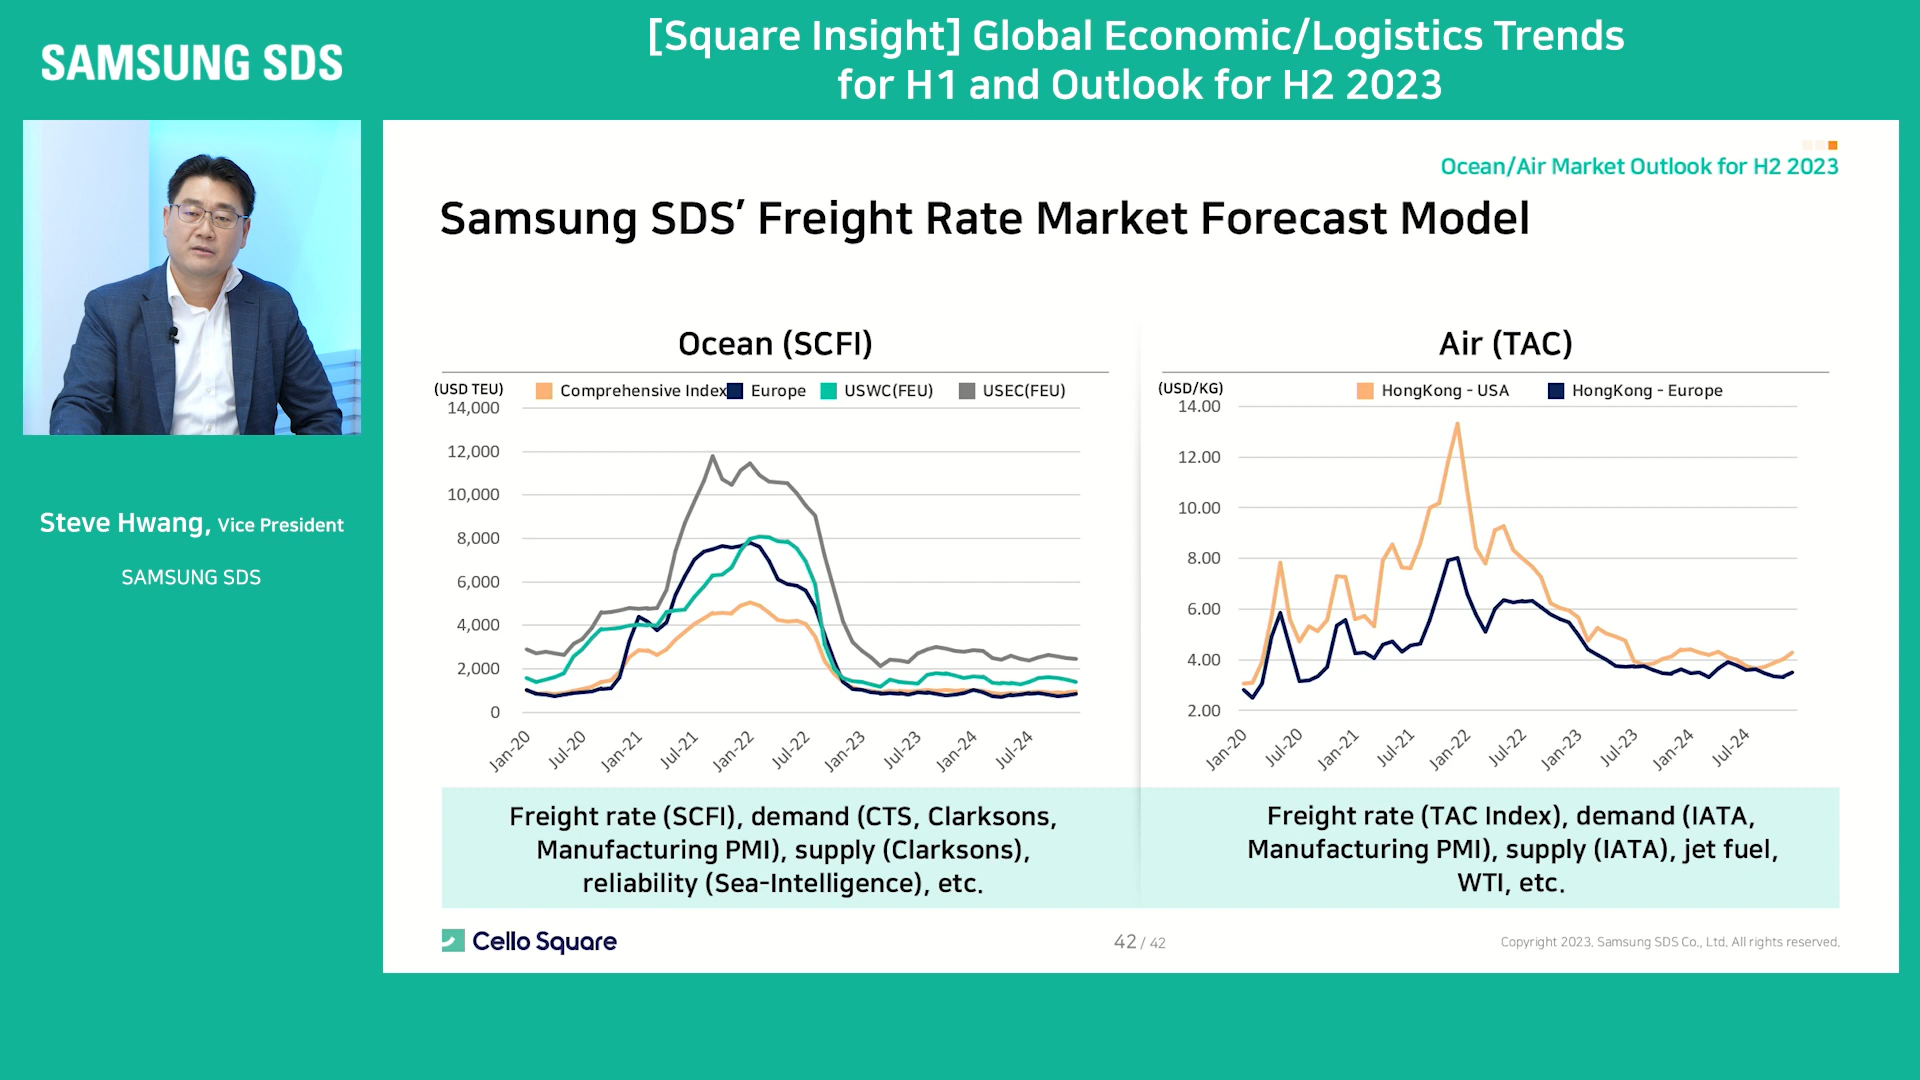 SAMSUNG SDS
[Square Insight] Global Economic/Logistics Trends
for H1 and Outlook for H2 2023
Steve Hwang, Vice President
SAMSUNG SDS
Ocean/Air Market Outlook for H2 2023
Samsung SDS’ Freight Rate Market Forecast Model
Ocean (SCFI)
(USD TEU)
Comprehensive Index Europe USWC(FEU) USEC(FEU)
14,000
12,000
10,000
8,000
6,000
4,000
2,000
0
Jan-20 Jul-20 Jan-21 Jul-21 Jan-22 Jul-22 Jan-23 Jul-23 Jan-24 Jul-24
Freight rate (SCFI), demand (CTS, Clarksons,
Manufacturing PMI), supply (Clarksons),
reliability (Sea-Intelligence), etc.
Air (TAC)
(USD/KG)
HongKong - USA HongKong - Europe
14.00
12.00
10.00
8.00
6.00
4.00
2.00
Jan-20 Jul-20 Jan-21 Jul-21 Jan-22 Jul-22 Jan-23 Jul-23 Jan-24 Jul-24
Freight rate (TAC Index), demand (IATA,
Manufacturing PMI), supply (IATA), jet fuel,
WTI, etc.
Cello Square
42 / 42
Copyright 2023. Samsung SDS Co., Ltd. All rights reserved.